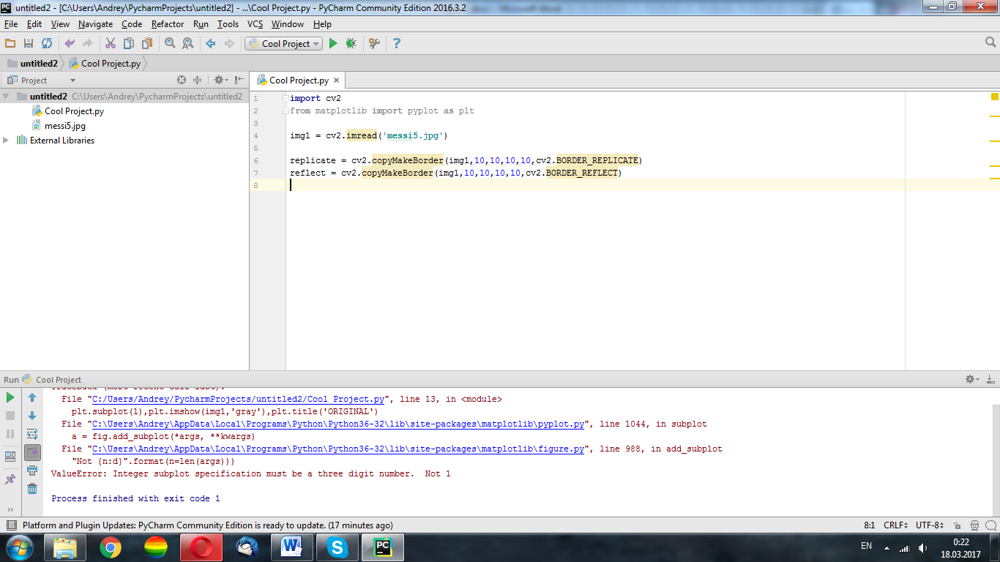 untitled2 - [C:\Users\Andrey\PycharmProjects\untitled2] - ...\Cool Project.py - PyCharm Community Edition 2016.3.2
Microsoft Word
File Edit View Navigate Code Refactor Run Tools VCS Window Help
Cool Project
untitled2 Cool Project.py
Project
Cool Project.py
untitled2 C:\Users\Andrey\PycharmProjects\untitled2
Cool Project.py
messi5.jpg
External Libraries
1 import cv2
2 from matplotlib import pyplot as plt
3
4 img1 = cv2.imread('messi5.jpg')
5
6 replicate = cv2.copyMakeBorder(img1,10,10,10,10,cv2.BORDER_REPLICATE)
7 reflect = cv2.copyMakeBorder(img1,10,10,10,10,cv2.BORDER_REFLECT)
8
Run Cool Project
Traceback (most recent call last):
File "C:/Users/Andrey/PycharmProjects/untitled2/Cool Project.py", line 13, in <module>
plt.subplot(1),plt.imshow(img1,'gray'),plt.title('ORIGINAL')
File "C:\Users\Andrey\AppData\Local\Programs\Python\Python36-32\lib\site-packages\matplotlib\pyplot.py", line 1044, in subplot
a = fig.add_subplot(*args, **kwargs)
File "C:\Users\Andrey\AppData\Local\Programs\Python\Python36-32\lib\site-packages\matplotlib\figure.py", line 988, in add_subplot
"Not {n:d}".format(n=len(args)))
ValueError: Integer subplot specification must be a three digit number.  Not 1
Process finished with exit code 1
Platform and Plugin Updates: PyCharm Community Edition is ready to update. (17 minutes ago)
8:1 CRLF UTF-8
EN
0:22
18.03.2017